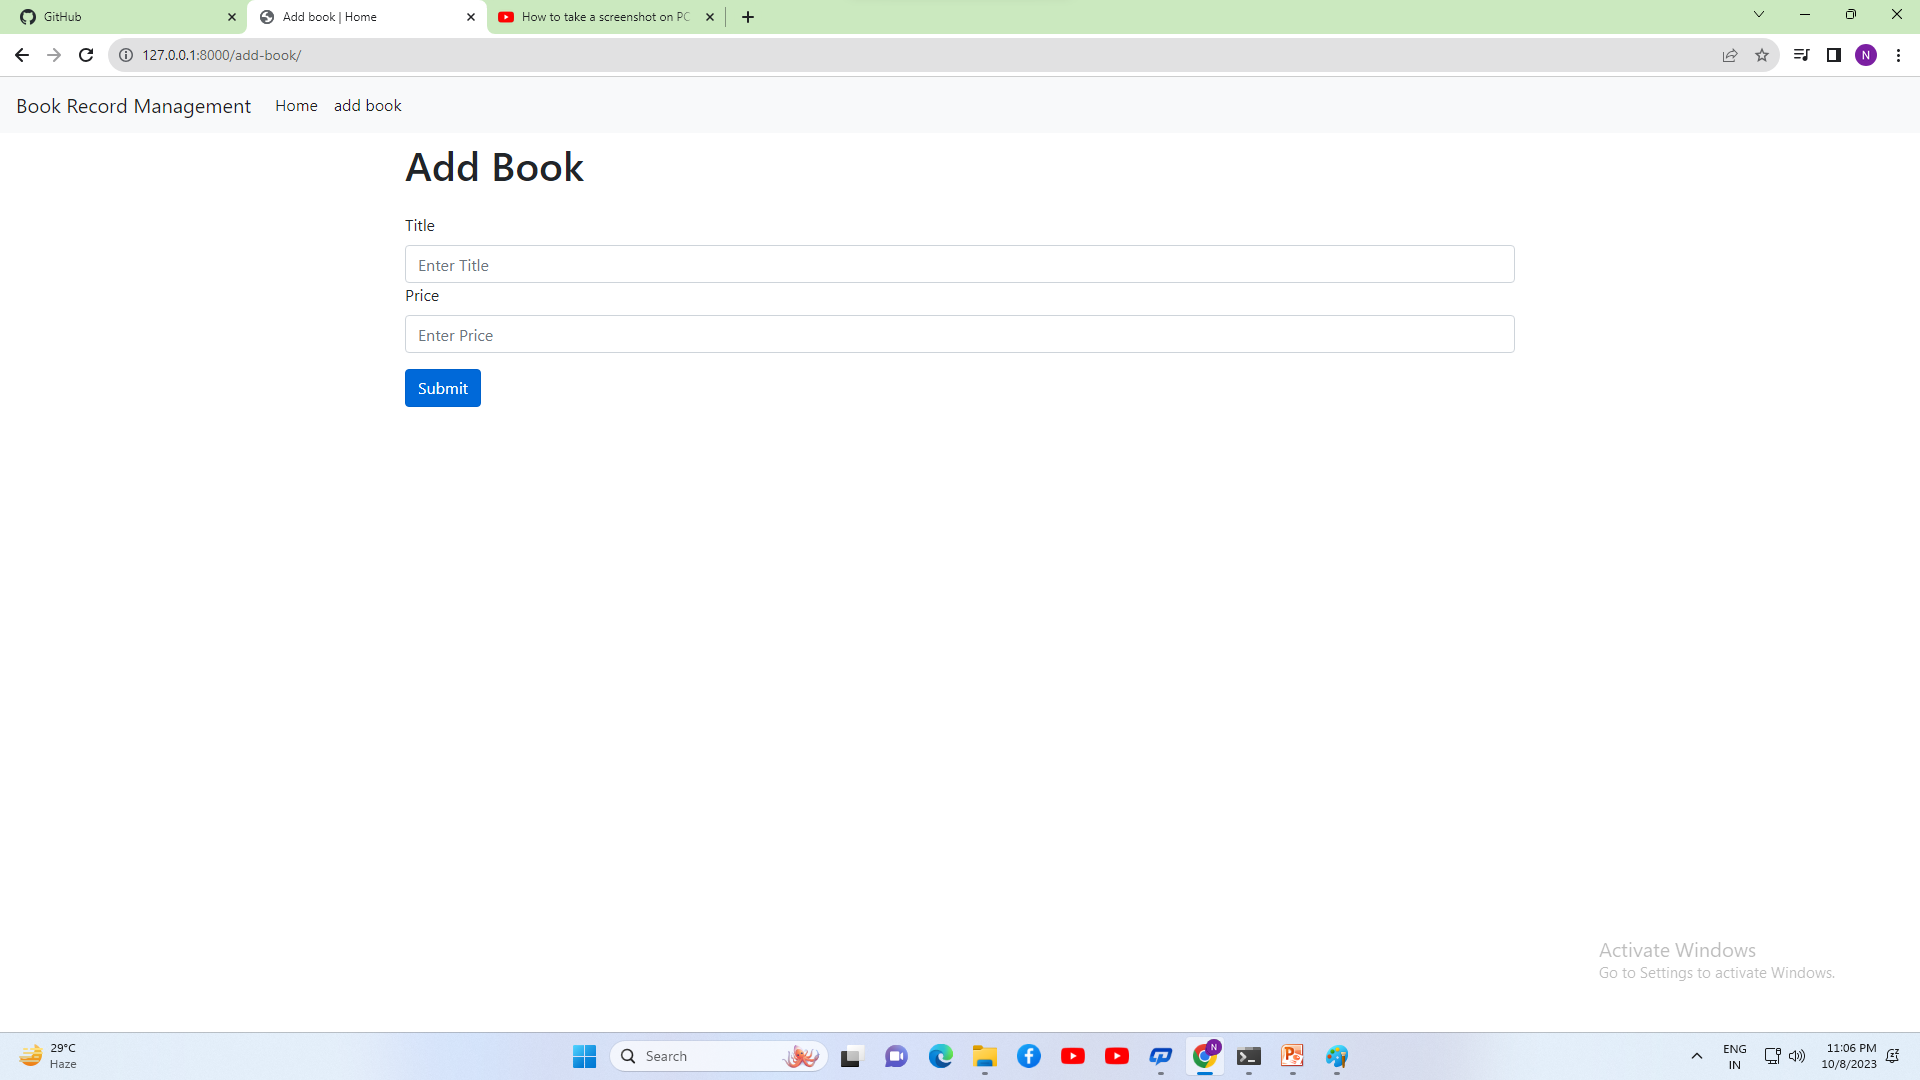 GitHub
Add book | Home
How to take a screenshot on PC
127.0.0.1:8000/add-book/
N
Book Record Management Home add book
Add Book
Title
Enter Title
Price
Enter Price
Submit
Activate Windows
Go to Settings to activate Windows.
29°C
Haze
Search
N
ENG
IN
11:06 PM
10/8/2023